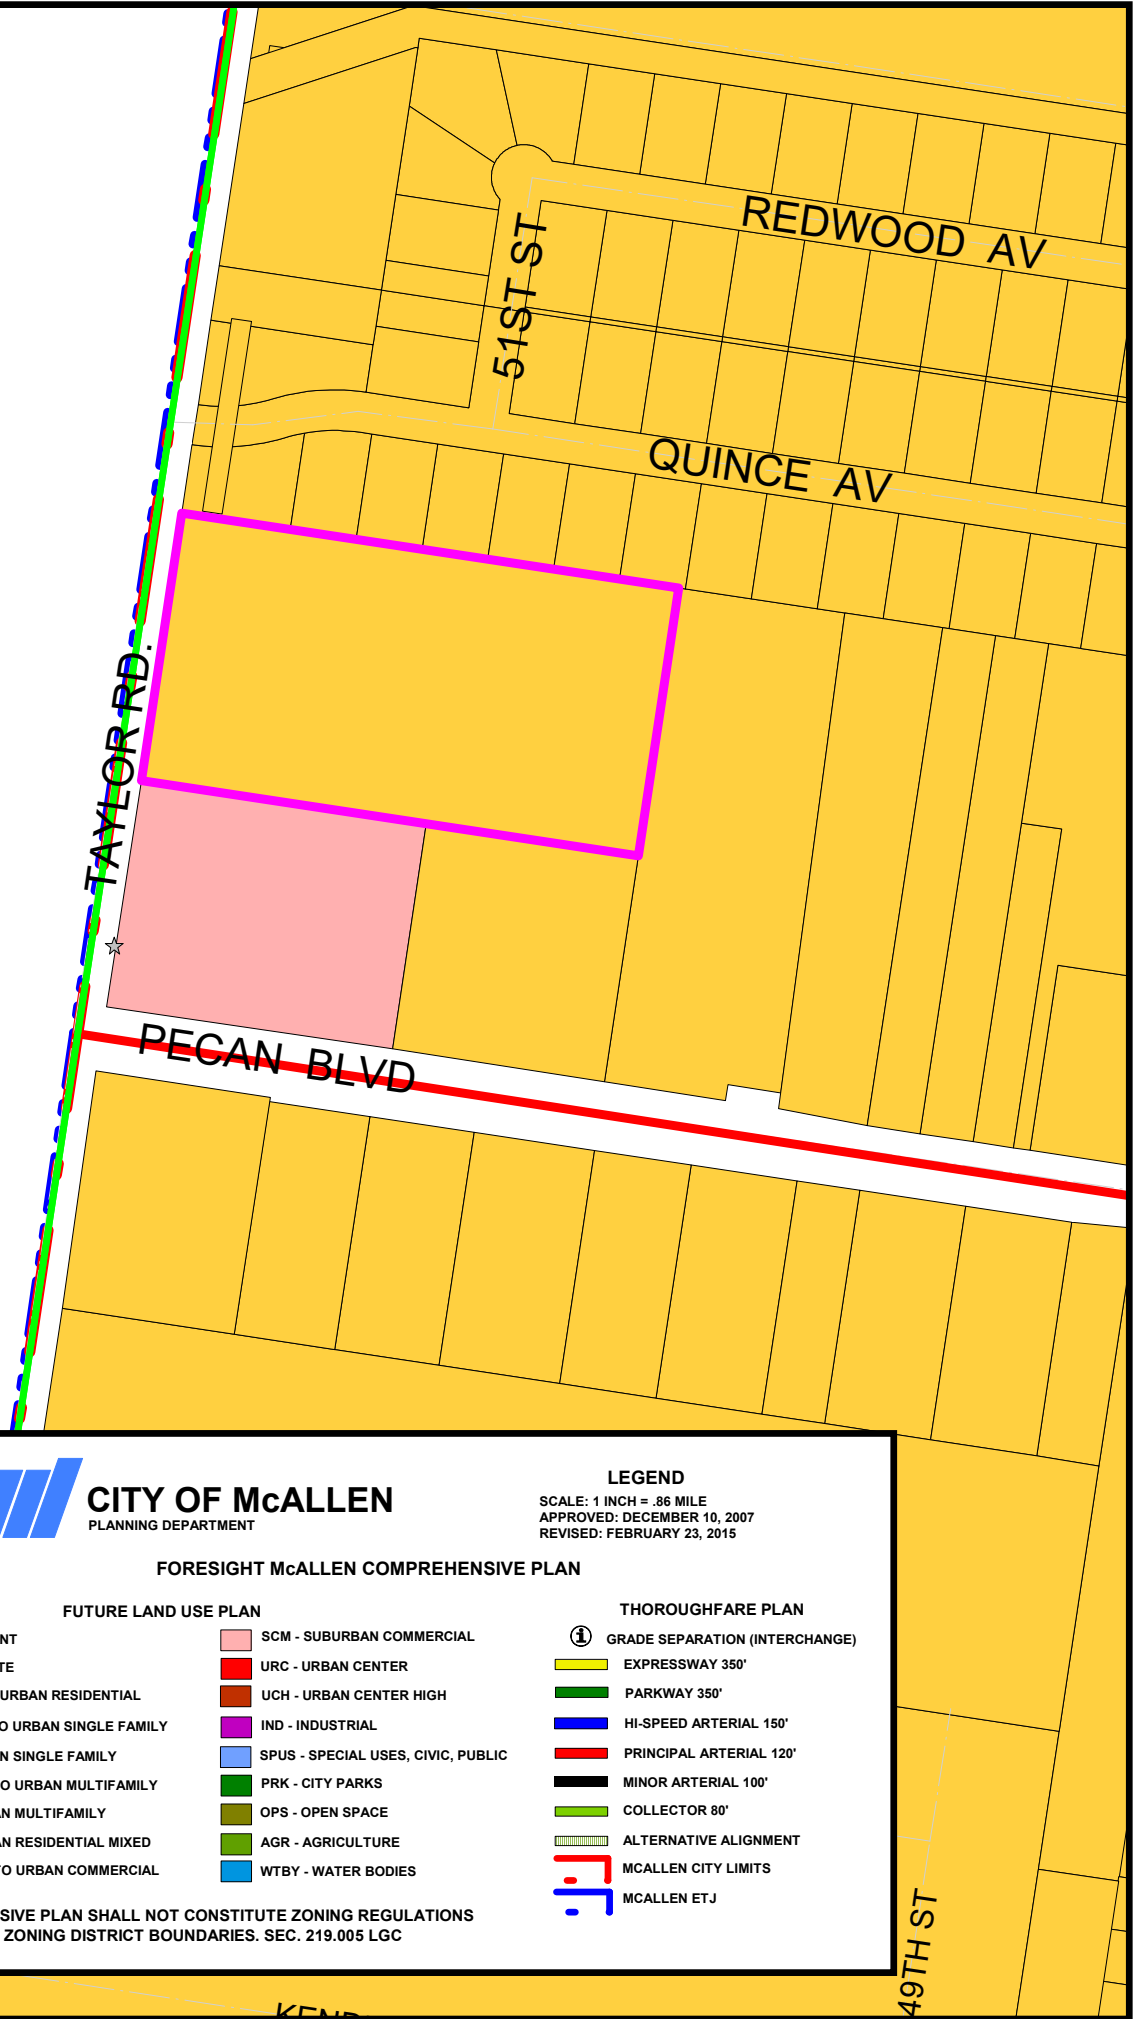 REDWOOD AV
51ST ST
QUINCE AV
TAYLOR RD.
PECAN BLVD
CITY OF McALLEN
PLANNING DEPARTMENT
LEGEND
SCALE: 1 INCH = .86 MILE
APPROVED: DECEMBER 10, 2007
REVISED: FEBRUARY 23, 2015
FORESIGHT McALLEN COMPREHENSIVE PLAN
FUTURE LAND USE PLAN
NT
TE
URBAN RESIDENTIAL
O URBAN SINGLE FAMILY
N SINGLE FAMILY
O URBAN MULTIFAMILY
AN MULTIFAMILY
AN RESIDENTIAL MIXED
TO URBAN COMMERCIAL
SCM - SUBURBAN COMMERCIAL
URC - URBAN CENTER
UCH - URBAN CENTER HIGH
IND - INDUSTRIAL
SPUS - SPECIAL USES, CIVIC, PUBLIC
PRK - CITY PARKS
OPS - OPEN SPACE
AGR - AGRICULTURE
WTBY - WATER BODIES
THOROUGHFARE PLAN
GRADE SEPARATION (INTERCHANGE)
EXPRESSWAY 350'
PARKWAY 350'
HI-SPEED ARTERIAL 150'
PRINCIPAL ARTERIAL 120'
MINOR ARTERIAL 100'
COLLECTOR 80'
ALTERNATIVE ALIGNMENT
MCALLEN CITY LIMITS
MCALLEN ETJ
SIVE PLAN SHALL NOT CONSTITUTE ZONING REGULATIONS
ZONING DISTRICT BOUNDARIES. SEC. 219.005 LGC
49TH ST